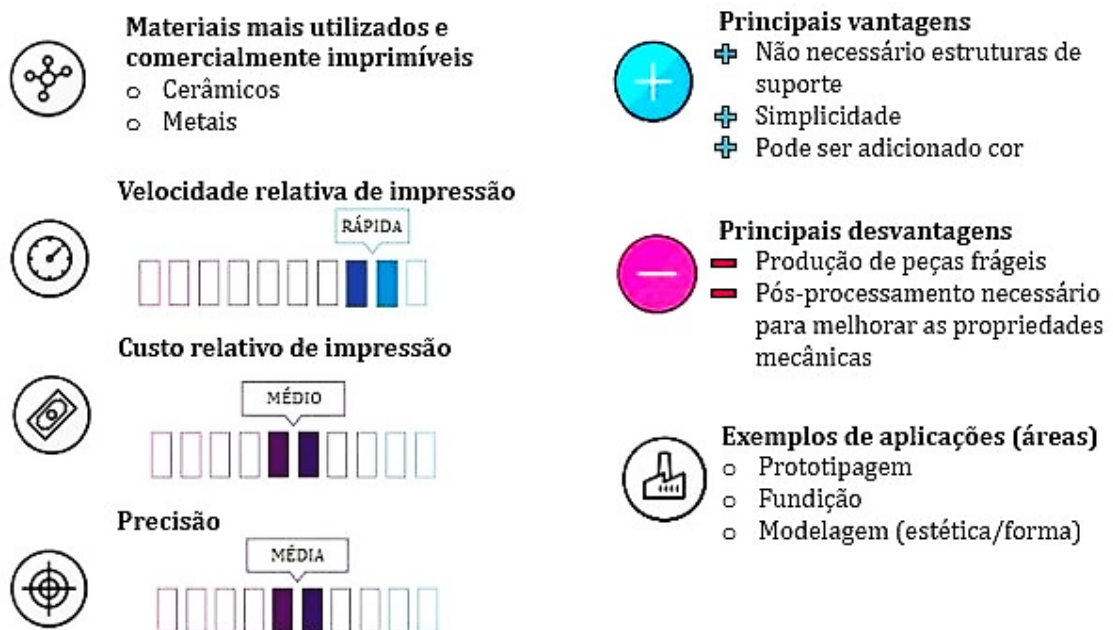 Materiais mais utilizados e
comercialmente imprimíveis
o Cerâmicos
o Metais
Velocidade relativa de impressão
RÁPIDA
Custo relativo de impressão
MÉDIO
Precisão
MÉDIA
Principais vantagens
Não necessário estruturas de
suporte
Simplicidade
Pode ser adicionado cor
Principais desvantagens
Produção de peças frágeis
Pós-processamento necessário
para melhorar as propriedades
mecânicas
Exemplos de aplicações (áreas)
o Prototipagem
o Fundição
o Modelagem (estética/forma)